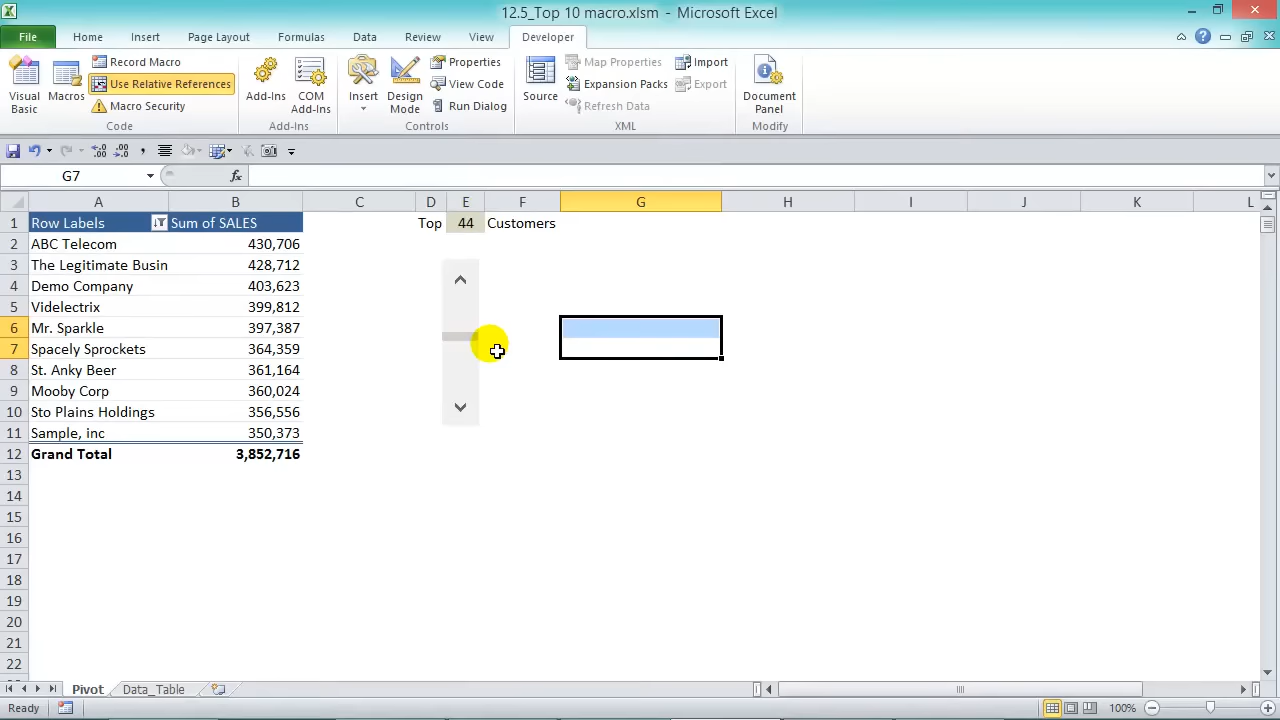 12.5_Top 10 macro.xlsm - Microsoft Excel
File Home Insert Page Layout Formulas Data Review View Developer
Visual Basic
Macros
Record Macro
Use Relative References
Macro Security
Code
Add-Ins
COM Add-Ins
Add-Ins
Insert
Design Mode
Properties
View Code
Run Dialog
Controls
Source
Map Properties
Expansion Packs
Refresh Data
Import
Export
XML
Document Panel
Modify
G7 fx
A B C D E F G H I J K L
1 Row Labels Sum of SALES Top 44 Customers
2 ABC Telecom 430,706
3 The Legitimate Busin 428,712
4 Demo Company 403,623
5 Videlectrix 399,812
6 Mr. Sparkle 397,387
7 Spacely Sprockets 364,359
8 St. Anky Beer 361,164
9 Mooby Corp 360,024
10 Sto Plains Holdings 356,556
11 Sample, inc 350,373
12 Grand Total 3,852,716
13
14
15
16
17
18
19
20
21
22
Pivot Data_Table
Ready 100%